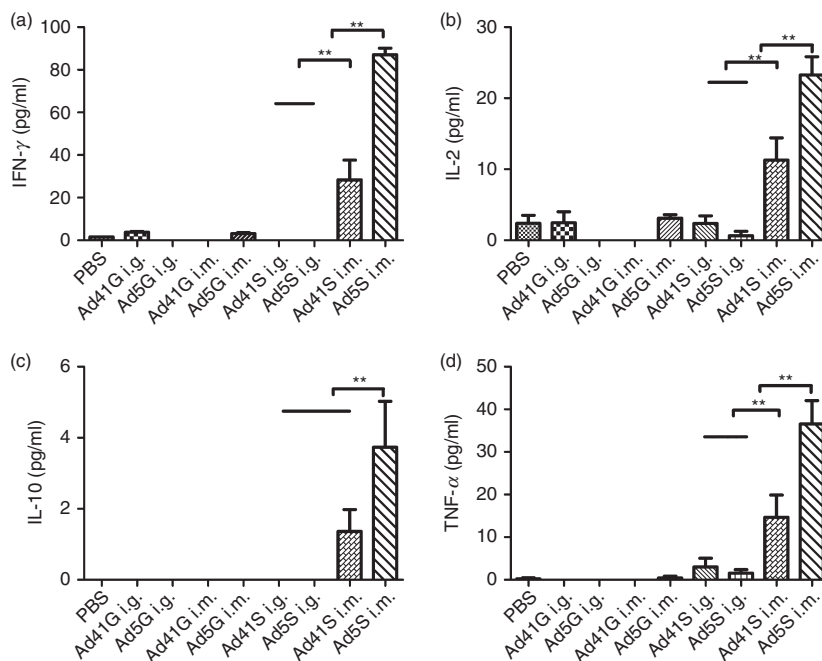 (a)
100
80
60
40
20
0
IFN-γ (pg/ml)
**
**
PBS
Ad41G i.g.
Ad5G i.g.
Ad41G i.m.
Ad5G i.m.
Ad41S i.g.
Ad5S i.g.
Ad41S i.m.
Ad5S i.m.
(b)
30
20
10
0
IL-2 (pg/ml)
**
**
PBS
Ad41G i.g.
Ad5G i.g.
Ad41G i.m.
Ad5G i.m.
Ad41S i.g.
Ad5S i.g.
Ad41S i.m.
Ad5S i.m.
(c)
6
4
2
0
IL-10 (pg/ml)
**
PBS
Ad41G i.g.
Ad5G i.g.
Ad41G i.m.
Ad5G i.m.
Ad41S i.g.
Ad5S i.g.
Ad41S i.m.
Ad5S i.m.
(d)
50
40
30
20
10
0
TNF-α (pg/ml)
**
**
PBS
Ad41G i.g.
Ad5G i.g.
Ad41G i.m.
Ad5G i.m.
Ad41S i.g.
Ad5S i.g.
Ad41S i.m.
Ad5S i.m.